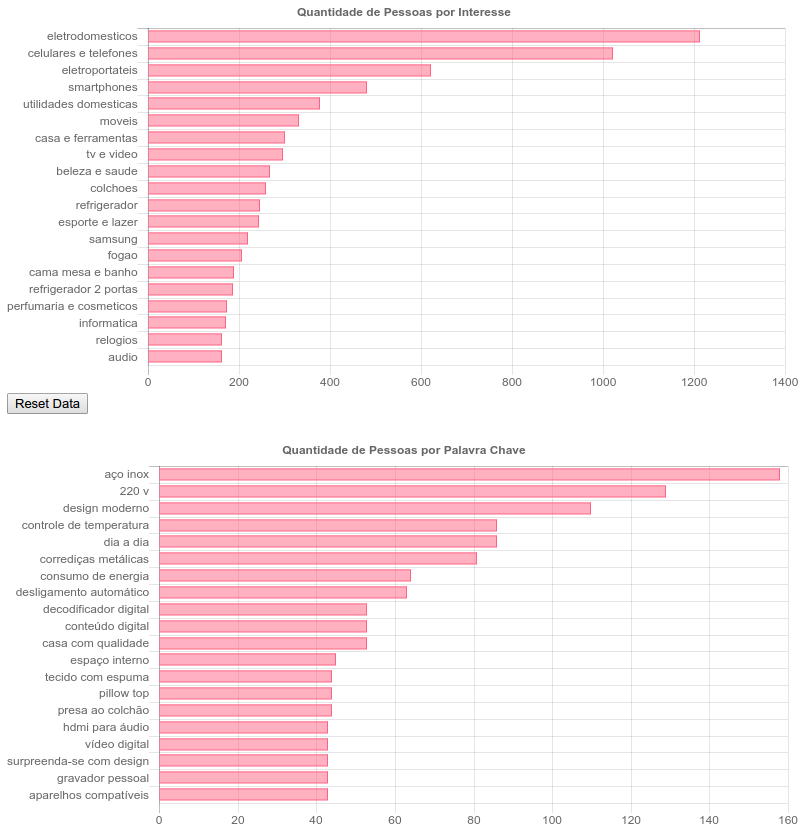 Quantidade de Pessoas por Interesse
eletrodomesticos
celulares e telefones
eletroportateis
smartphones
utilidades domesticas
moveis
casa e ferramentas
tv e video
beleza e saude
colchoes
refrigerador
esporte e lazer
samsung
fogao
cama mesa e banho
refrigerador 2 portas
perfumaria e cosmeticos
informatica
relogios
audio
0 200 400 600 800 1000 1200 1400
Reset Data
Quantidade de Pessoas por Palavra Chave
aço inox
220 v
design moderno
controle de temperatura
dia a dia
corrediças metálicas
consumo de energia
desligamento automático
decodificador digital
conteúdo digital
casa com qualidade
espaço interno
tecido com espuma
pillow top
presa ao colchão
hdmi para áudio
vídeo digital
surpreenda-se com design
gravador pessoal
aparelhos compatíveis
0 20 40 60 80 100 120 140 160